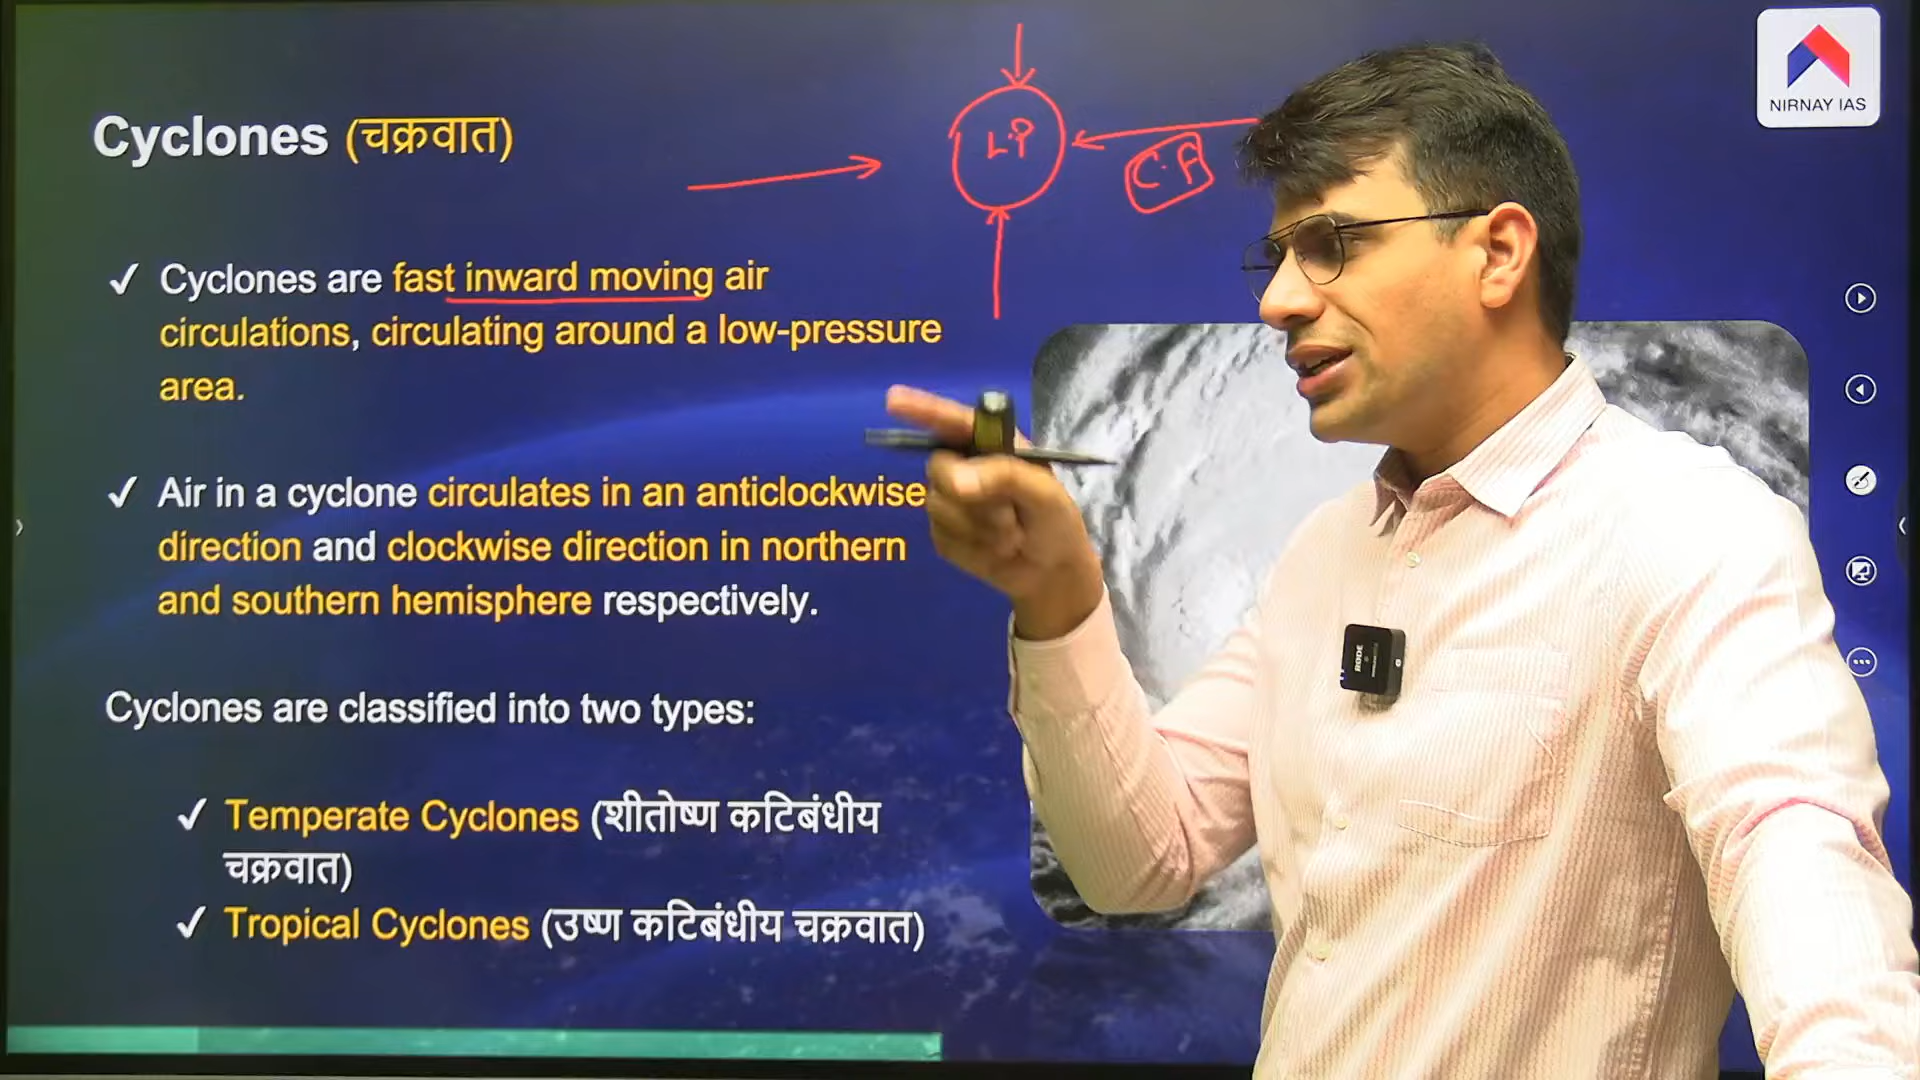 NIRNAY IAS
L.P
C.F
Cyclones (चक्रवात)
✓ Cyclones are fast inward moving air
circulations, circulating around a low-pressure
area.
✓ Air in a cyclone circulates in an anticlockwise
direction and clockwise direction in northern
and southern hemisphere respectively.
Cyclones are classified into two types:
✓ Temperate Cyclones (शीतोष्ण कटिबंधीय
चक्रवात)
✓ Tropical Cyclones (उष्ण कटिबंधीय चक्रवात)
RODE